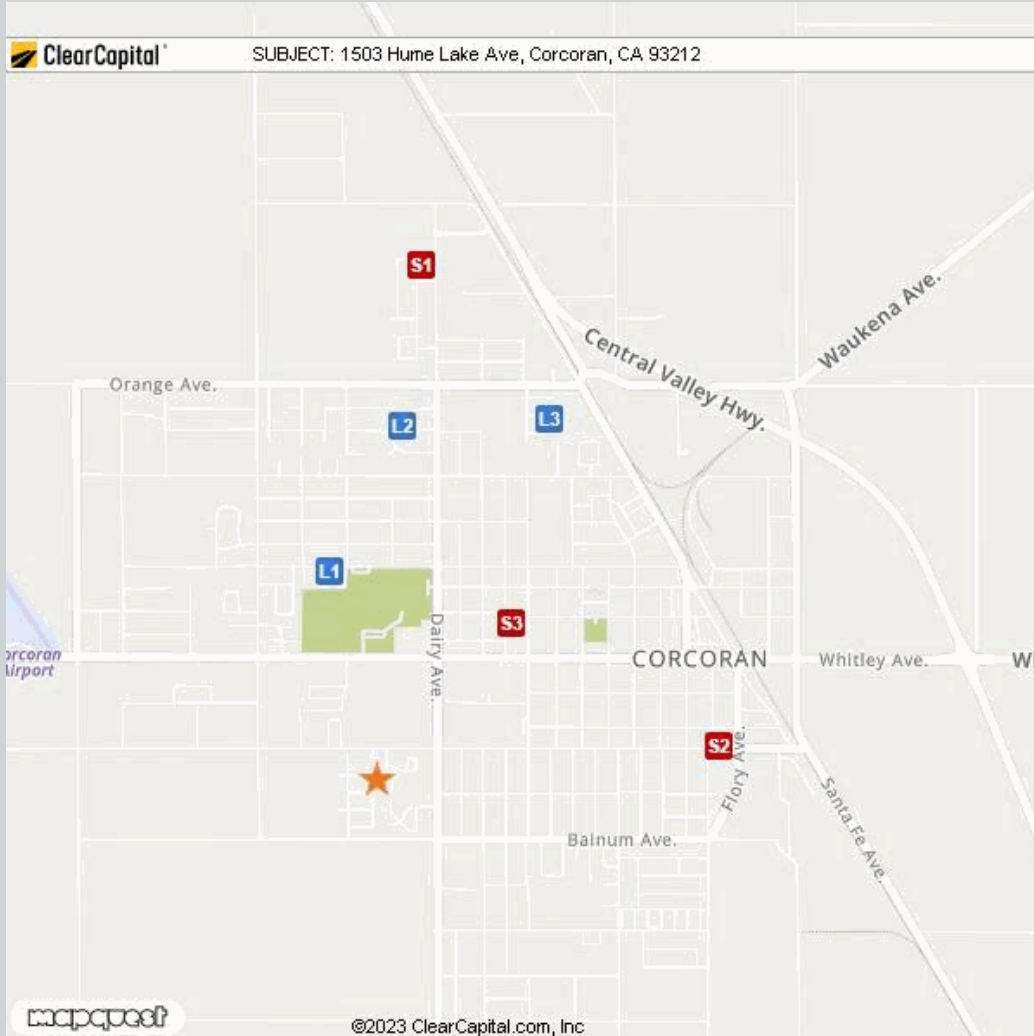 ClearCapital
SUBJECT: 1503 Hume Lake Ave, Corcoran, CA 93212
S1
Waukena Ave.
Central Valley Hwy.
Orange Ave.
L2
L3
L1
S3
Dairy Ave.
orcoran
Airport
CORCORAN
Whitley Ave.
S2
Flory Ave.
Santa Fe Ave.
Bainum Ave.
mapquest
©2023 ClearCapital.com, Inc